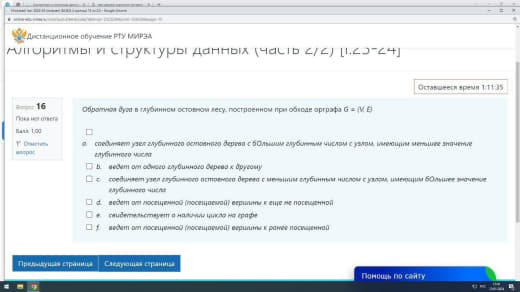 Дистанционное обучение РТУ МИРЭА
Алгоритмы и структуры данных (часть 2/2) [I.23-24]
Оставшееся время 1:11:35
Вопрос 16
Пока нет ответа
Балл: 1,00
Отметить вопрос
Обратная дуга в глубинном остовном лесу, построенном при обходе орграфа G = (V, E)
a. соединяет узел глубинного остовного дерева с бОльшим глубинным числом с узлом, имеющим меньшее значение
глубинного числа
b. ведет от одного глубинного дерева к другому
c. соединяет узел глубинного остовного дерева с меньшим глубинным числом с узлом, имеющим бОльшее значение
глубинного числа
d. ведет от посещенной (посещаемой) вершины к еще не посещенной
e. свидетельствует о наличии цикла на графе
f. ведет от посещенной (посещаемой) вершины к ранее посещенной
Предыдущая страница
Следующая страница
Помощь по сайту